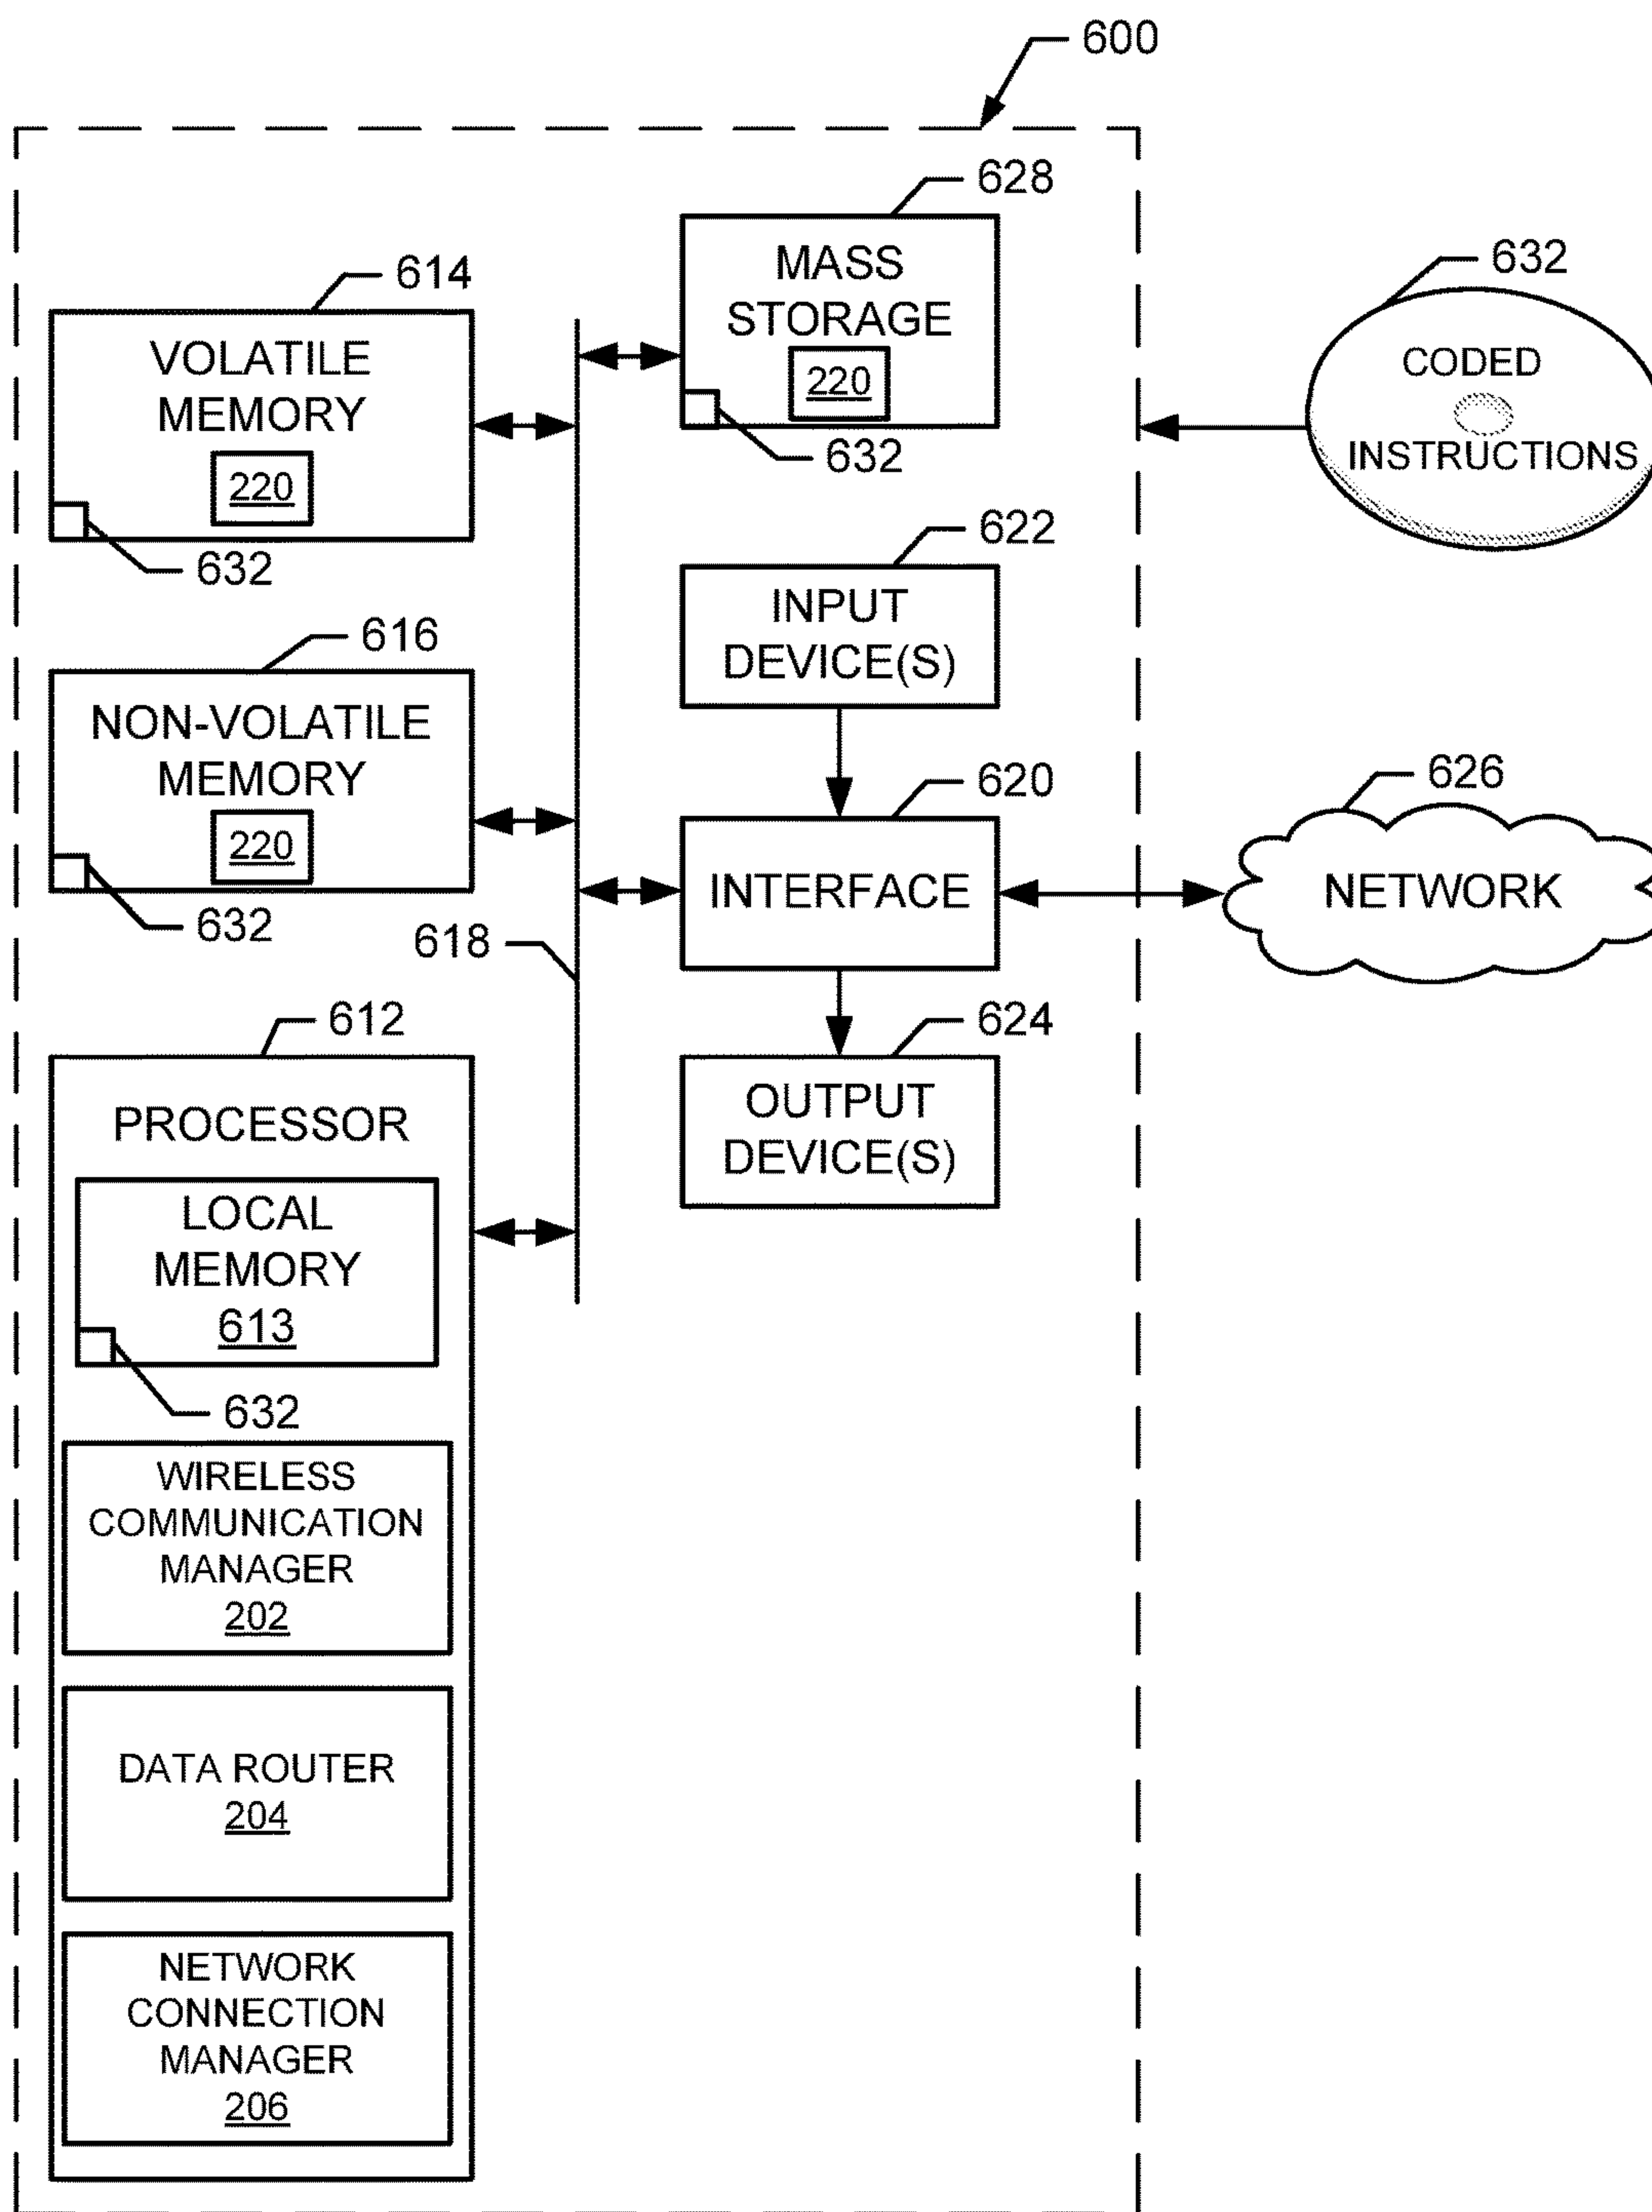 600
628
MASS
STORAGE
220
632
614
VOLATILE
MEMORY
220
632
632
CODED
INSTRUCTIONS
622
INPUT
DEVICE(S)
616
NON-VOLATILE
MEMORY
220
632
618
620
INTERFACE
626
NETWORK
624
OUTPUT
DEVICE(S)
612
PROCESSOR
LOCAL
MEMORY
613
632
WIRELESS
COMMUNICATION
MANAGER
202
DATA ROUTER
204
NETWORK
CONNECTION
MANAGER
206